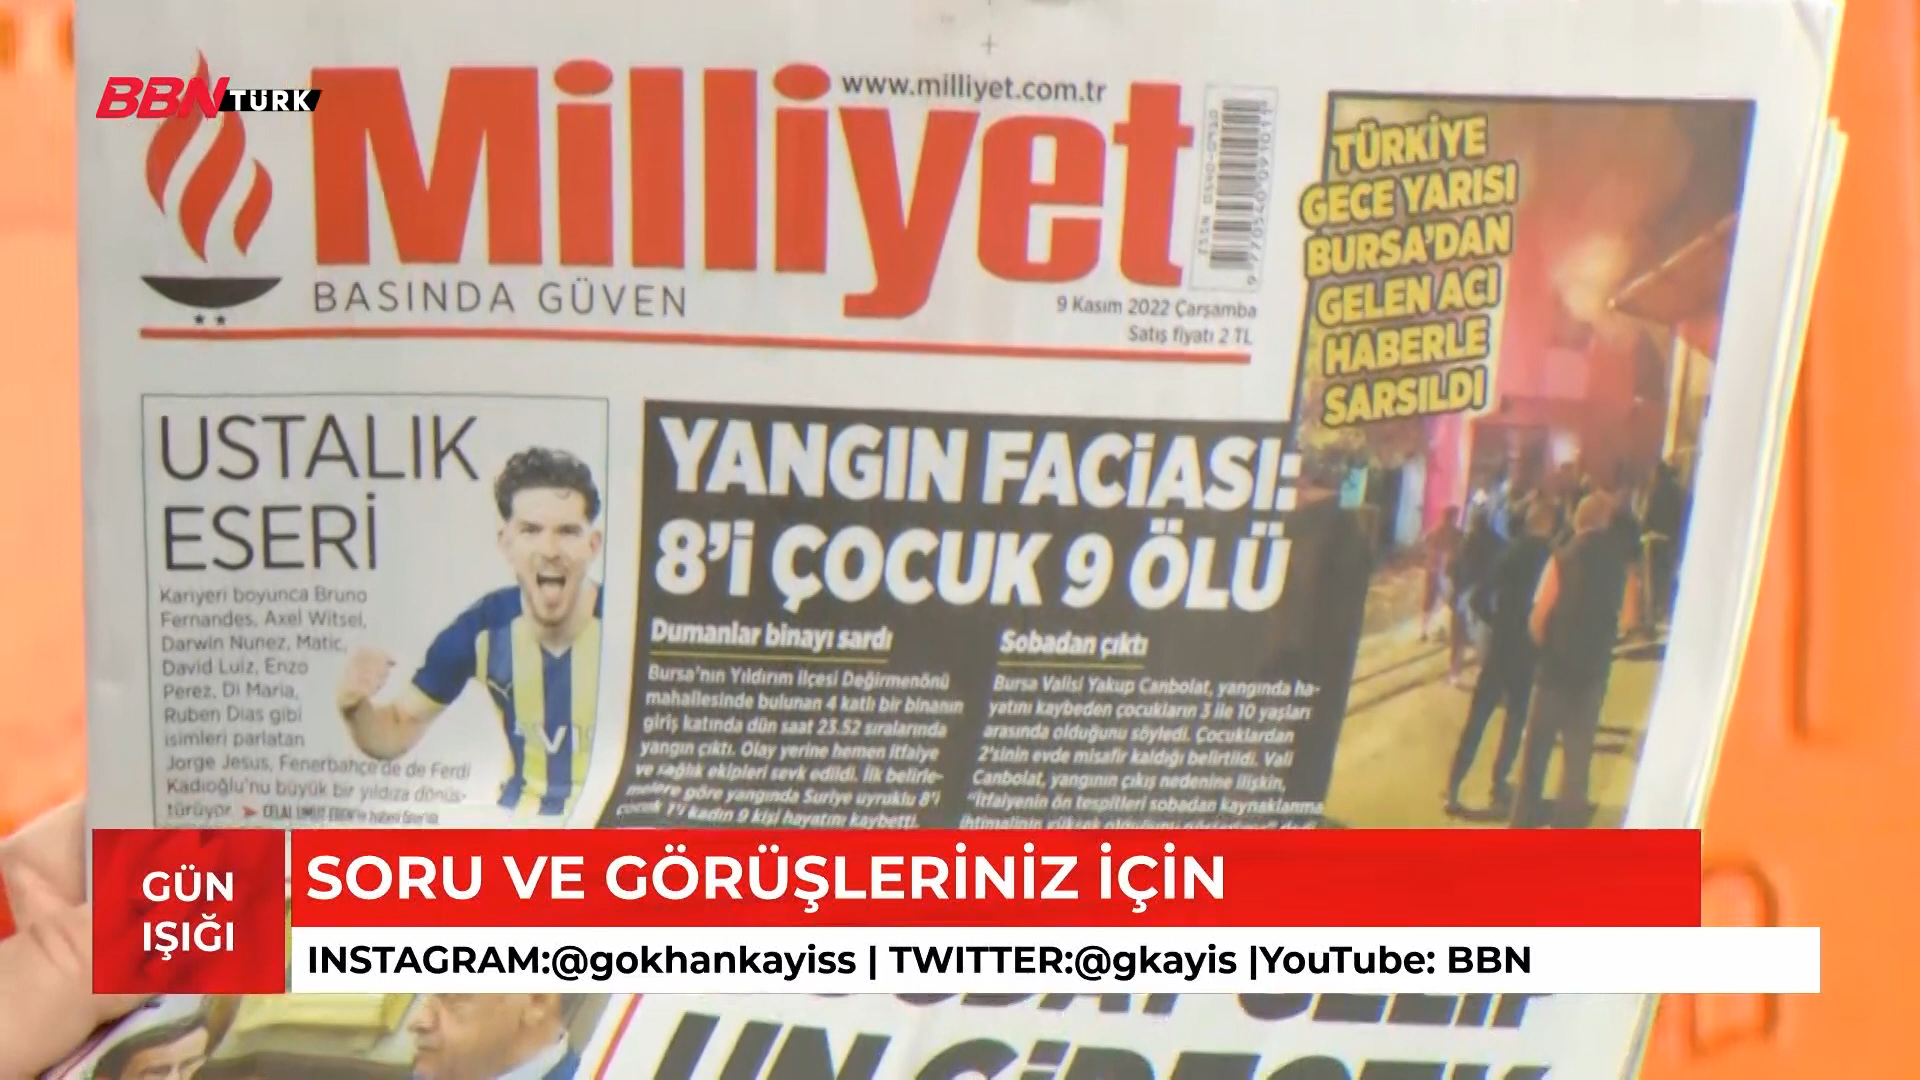 BBN TÜRK
Milliyet
www.milliyet.com.tr
BASINDA GÜVEN
9 Kasım 2022 Çarşamba
Satış fiyatı 2 TL
TÜRKİYE
GECE YARISI
BURSA'DAN
GELEN ACI
HABERLE
SARSILDI
USTALIK
ESERİ
Kariyeri boyunca Bruno
Fernandes, Axel Witsel,
Darwin Nunez, Matic,
David Luiz, Enzo
Perez, Di Maria,
Ruben Dias gibi
isimleri parlatan
Jorge Jesus, Fenerbahçe'de de Ferdi
Kadıoğlu'nu büyük bir yıldıza dönüş-
türüyor.
YANGIN FACİASI:
8'i ÇOCUK 9 ÖLÜ
Dumanlar binayı sardı
Bursa'nın Yıldırım ilçesi Değirmenönü
mahallesinde bulunan 4 katlı bir binanın
giriş katında dün saat 23.52 sıralarında
yangın çıktı. Olay yerine hemen itfaiye
ve sağlık ekipleri sevk edildi. İlk belirle-
melere göre yangında Suriye uyruklu 8'i
çocuk 1'i kadın 9 kişi hayatını kaybetti.
Sobadan çıktı
Bursa Valisi Yakup Canbolat, yangında ha-
yatını kaybeden çocukların 3 ile 10 yaşları
arasında olduğunu söyledi. Çocuklardan
2'sinin evde misafir kaldığı belirtildi. Vali
Canbolat, yangının çıkış nedenine ilişkin,
"İtfaiyenin ön tespitleri sobadan kaynaklanma
GÜN
IŞIĞI
SORU VE GÖRÜŞLERİNİZ İÇİN
INSTAGRAM:@gokhankayiss | TWITTER:@gkayis |YouTube: BBN